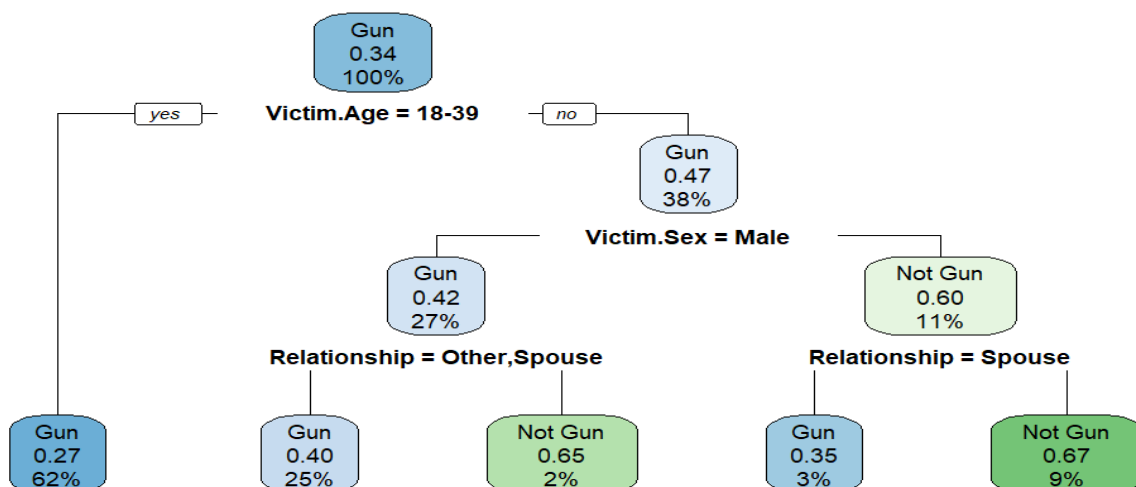 Gun
0.34
100%
yes
Victim.Age = 18-39
no
Gun
0.47
38%
Victim.Sex = Male
Gun
0.42
27%
Not Gun
0.60
11%
Relationship = Other,Spouse
Relationship = Spouse
Gun
0.27
62%
Gun
0.40
25%
Not Gun
0.65
2%
Gun
0.35
3%
Not Gun
0.67
9%